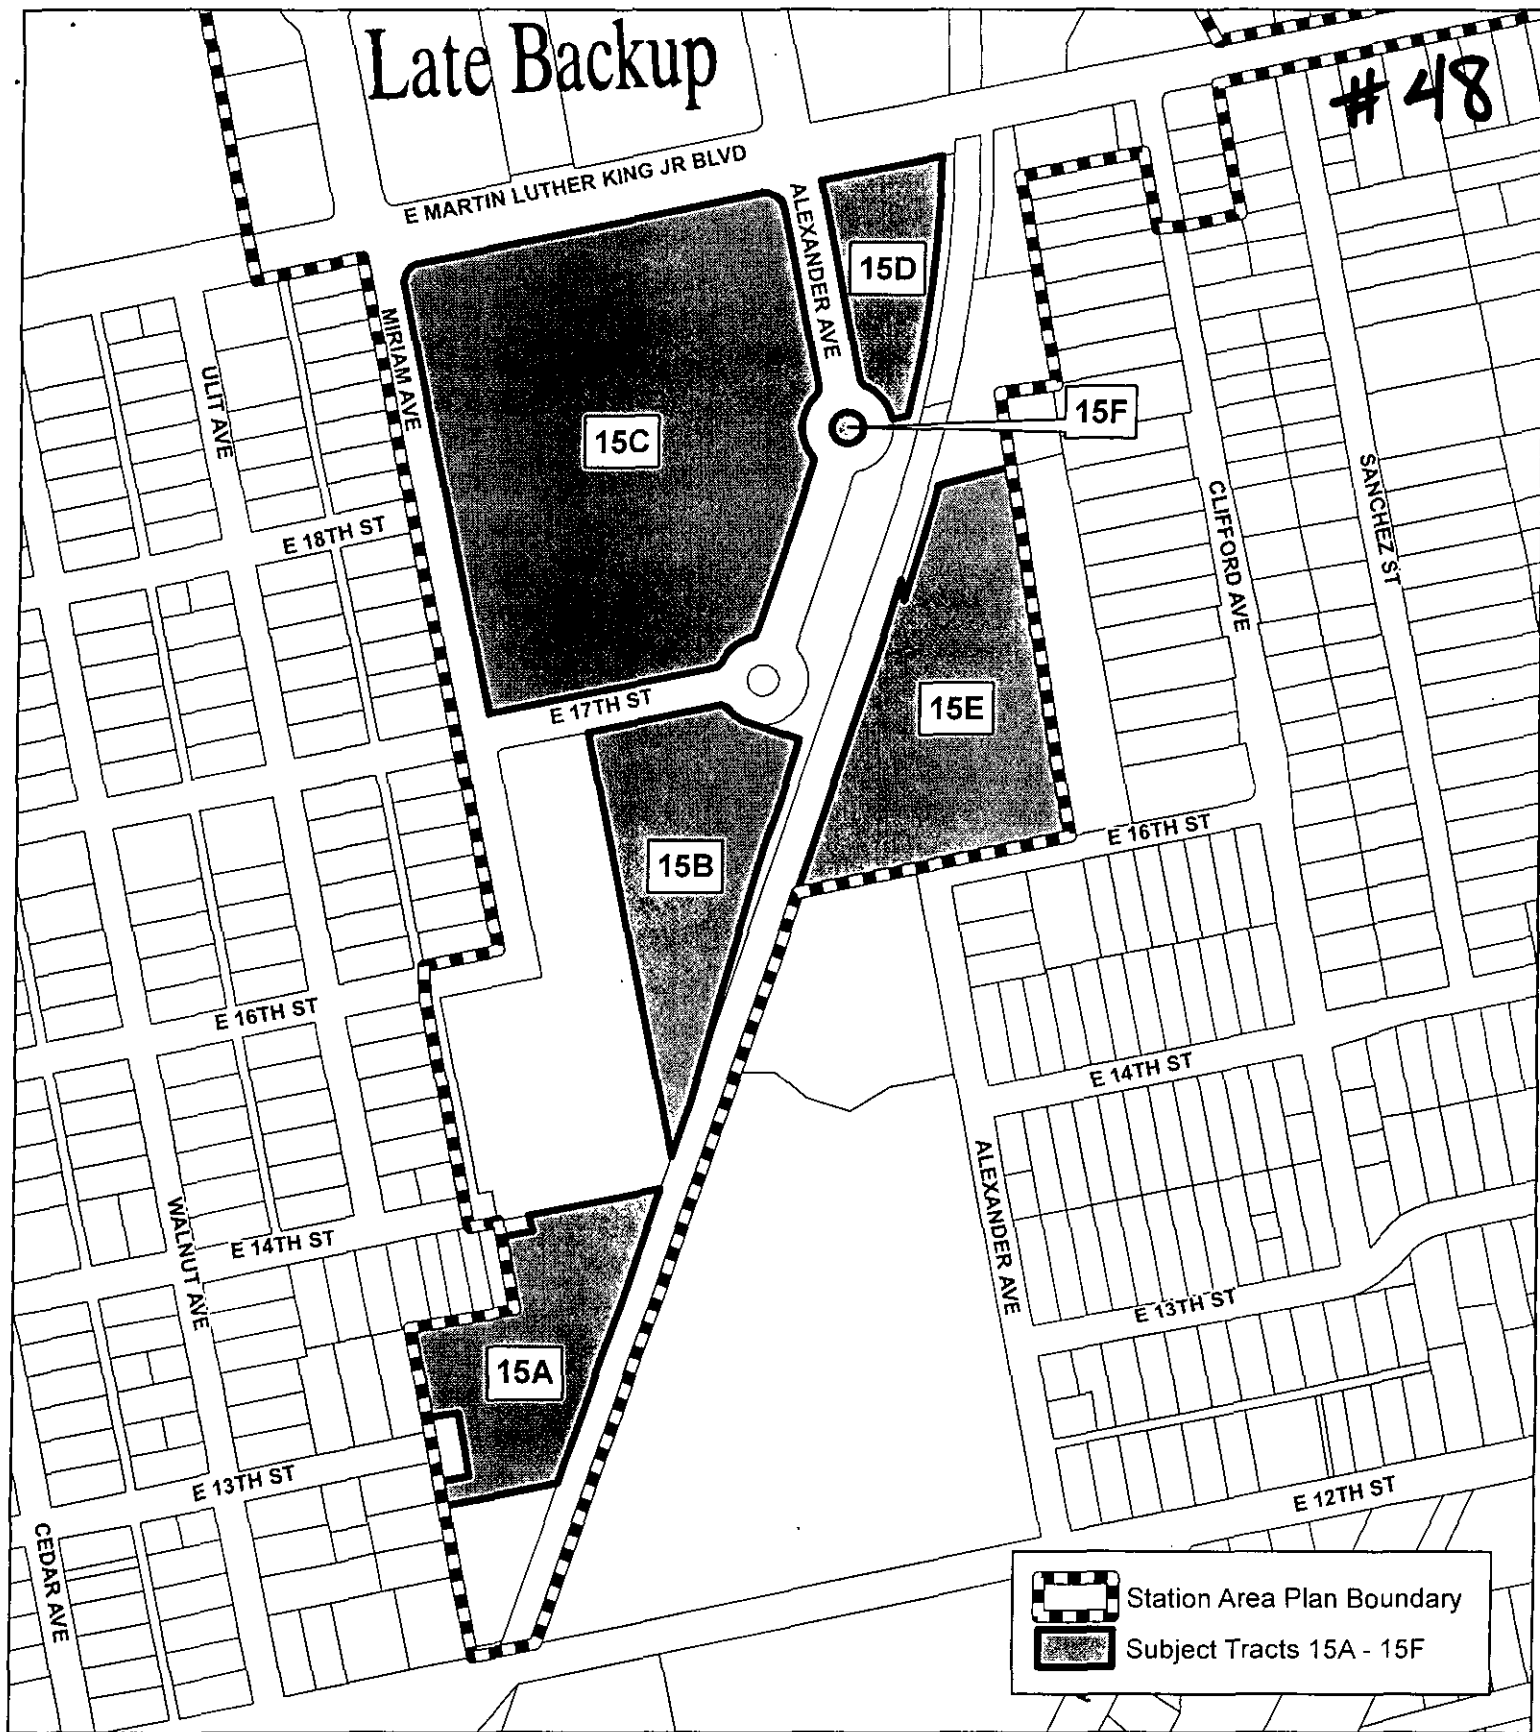 Late Backup
# 48
E MARTIN LUTHER KING JR BLVD
ALEXANDER AVE
15D
MIRIAM AVE
ULIT AVE
15C
15F
SANCHEZ ST
CLIFFORD AVE
E 18TH ST
E 17TH ST
15E
E 16TH ST
15B
E 16TH ST
E 14TH ST
ALEXANDER AVE
WALNUT AVE
E 14TH ST
E 13TH ST
15A
E 13TH ST
E 12TH ST
CEDAR AVE
Station Area Plan Boundary
Subject Tracts 15A - 15F